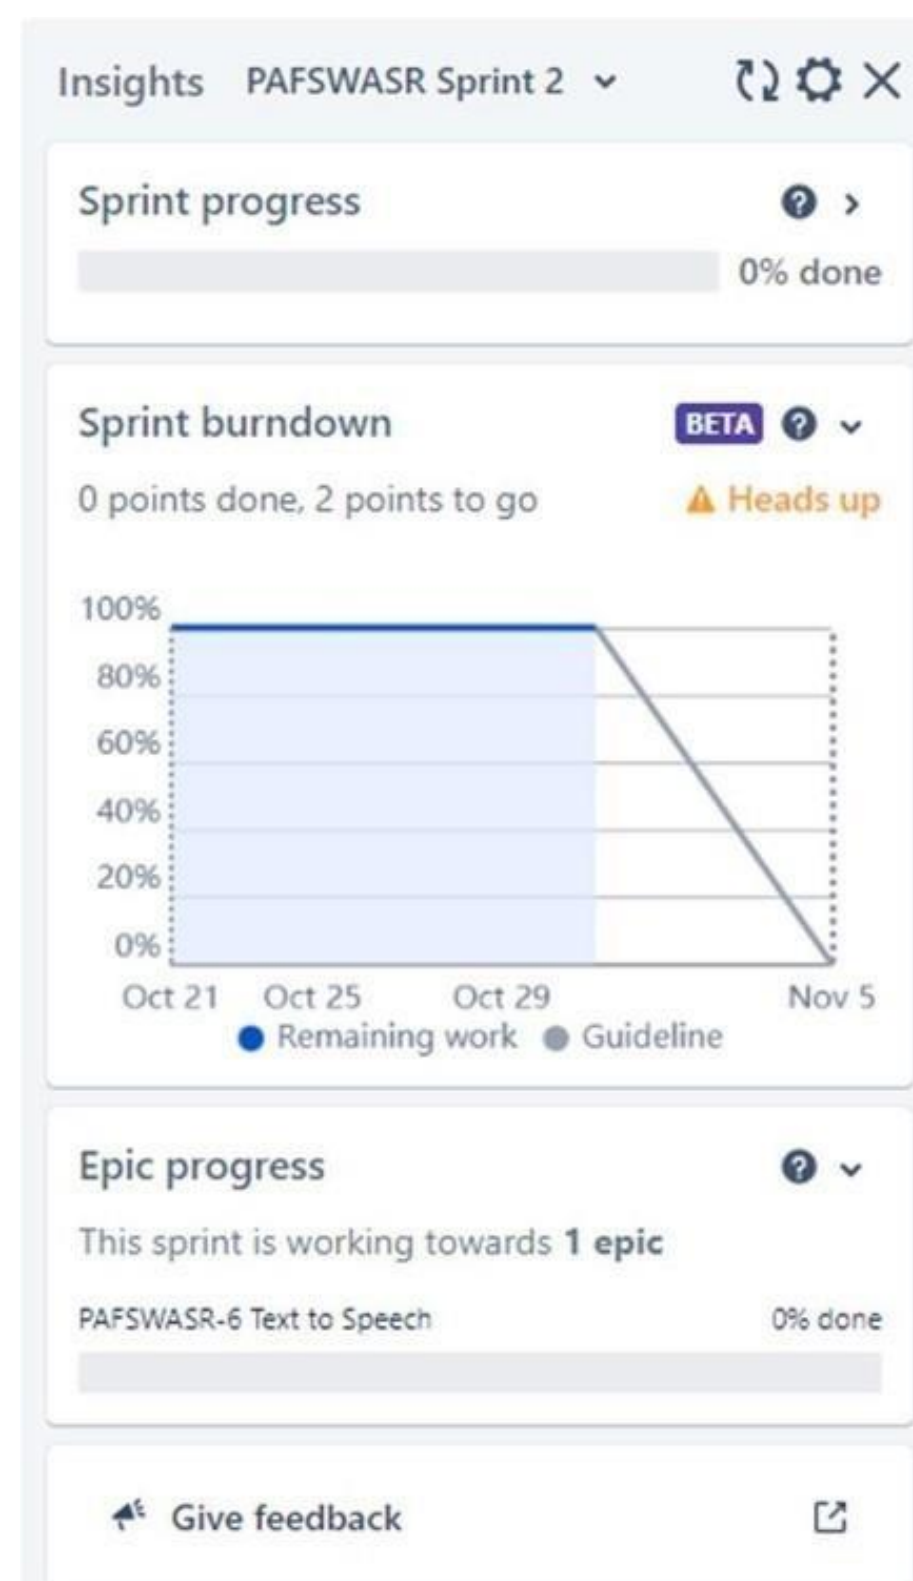 Insights PAFSWASR Sprint 2
Sprint progress
0% done
Sprint burndown BETA
0 points done, 2 points to go Heads up
100%
80%
60%
40%
20%
0%
Oct 21 Oct 25 Oct 29 Nov 5
Remaining work Guideline
Epic progress
This sprint is working towards 1 epic
PAFSWASR-6 Text to Speech 0% done
Give feedback